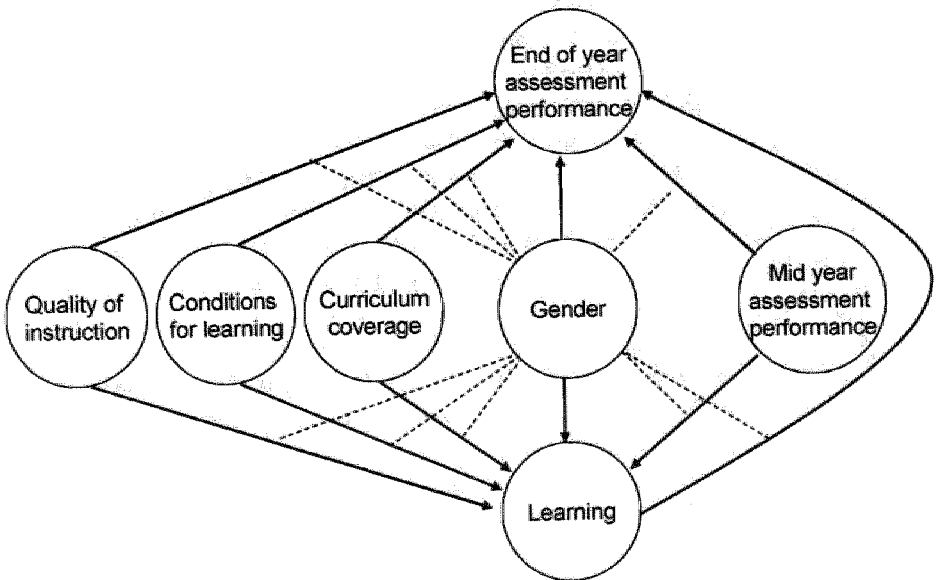 End of year
assessment
performance
Quality of
instruction
Conditions
for learning
Curriculum
coverage
Gender
Mid year
assessment
performance
Learning